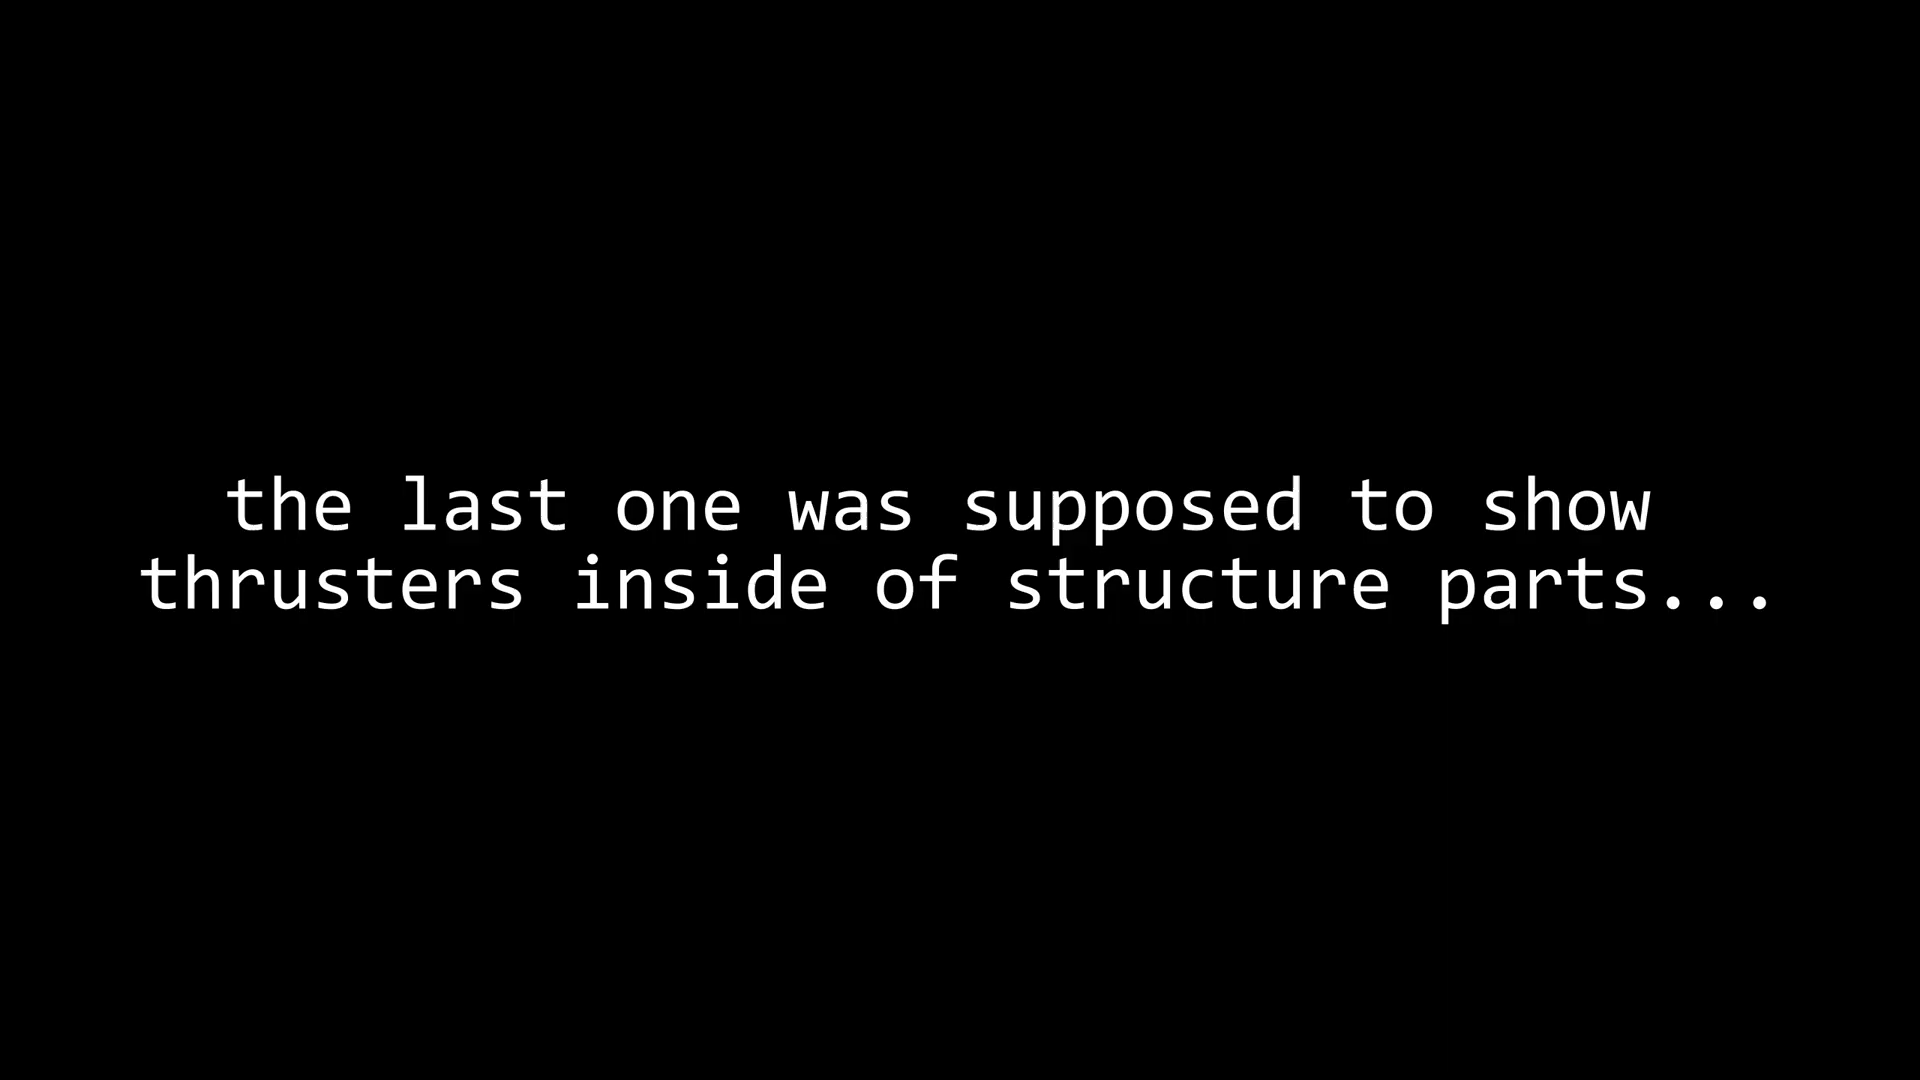 the last one was supposed to show
thrusters inside of structure parts...